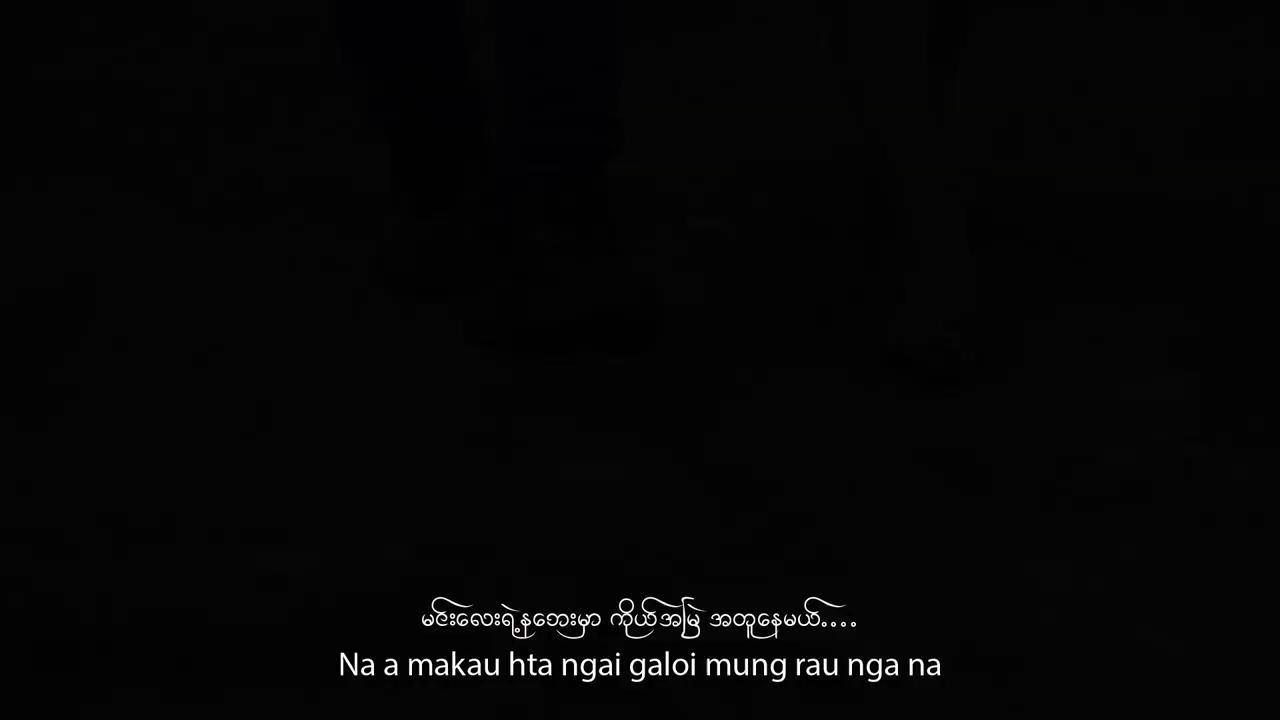 မင်းလေးရဲ့နဘေးမှာ ကိုယ်အမြဲ အတူနေမယ်....
Na a makau hta ngai galoi mung rau nga na